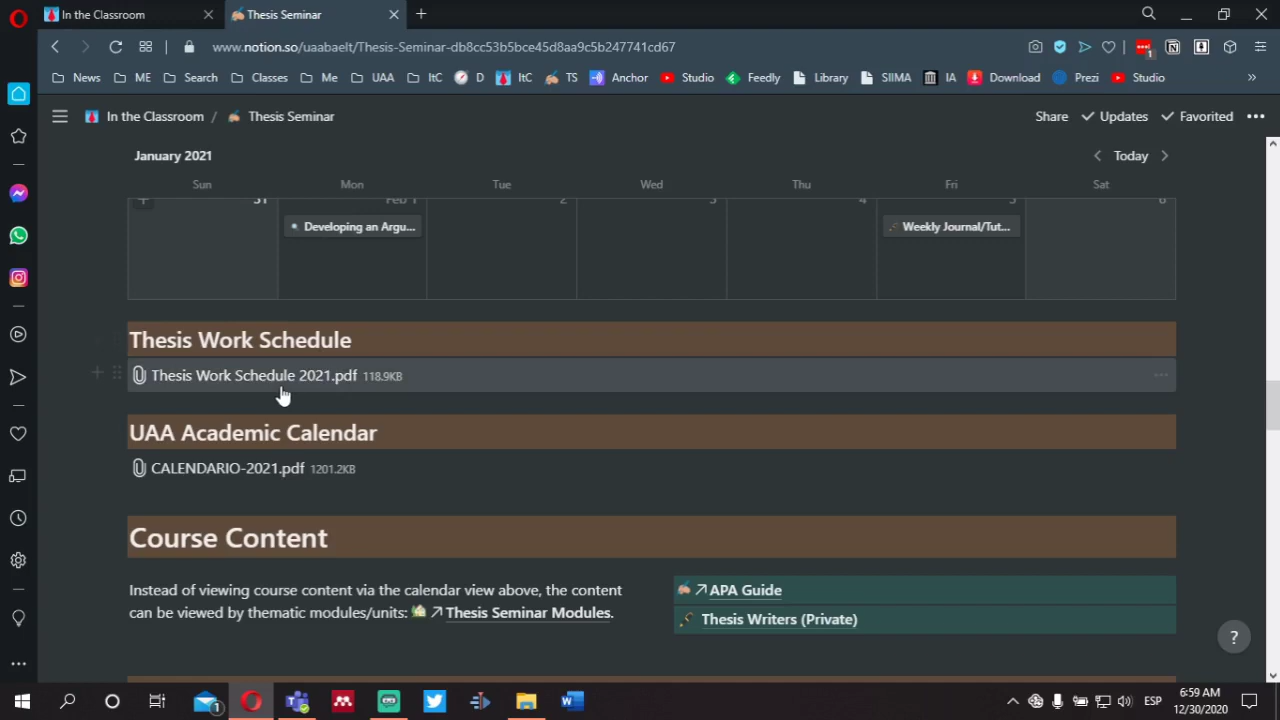 In the Classroom
Thesis Seminar
www.notion.so/uaabaelt/Thesis-Seminar-db8cc53b5bce45d8aa9c5b247741cd67
1
News ME Search Classes Me UAA ItC D ItC TS Anchor Studio Feedly Library SIIMA IA Download Prezi Studio »
In the Classroom / Thesis Seminar
Share Updates Favorited
January 2021
Today
Sun Mon Tue Wed Thu Fri Sat
31 Feb 1 2 3 4 5 6
Developing an Argu... Weekly Journal/Tut...
Thesis Work Schedule
Thesis Work Schedule 2021.pdf 118.9KB
UAA Academic Calendar
CALENDARIO-2021.pdf 1201.2KB
Course Content
Instead of viewing course content via the calendar view above, the content
can be viewed by thematic modules/units: Thesis Seminar Modules.
APA Guide
Thesis Writers (Private)
?
1
ESP
6:59 AM
12/30/2020